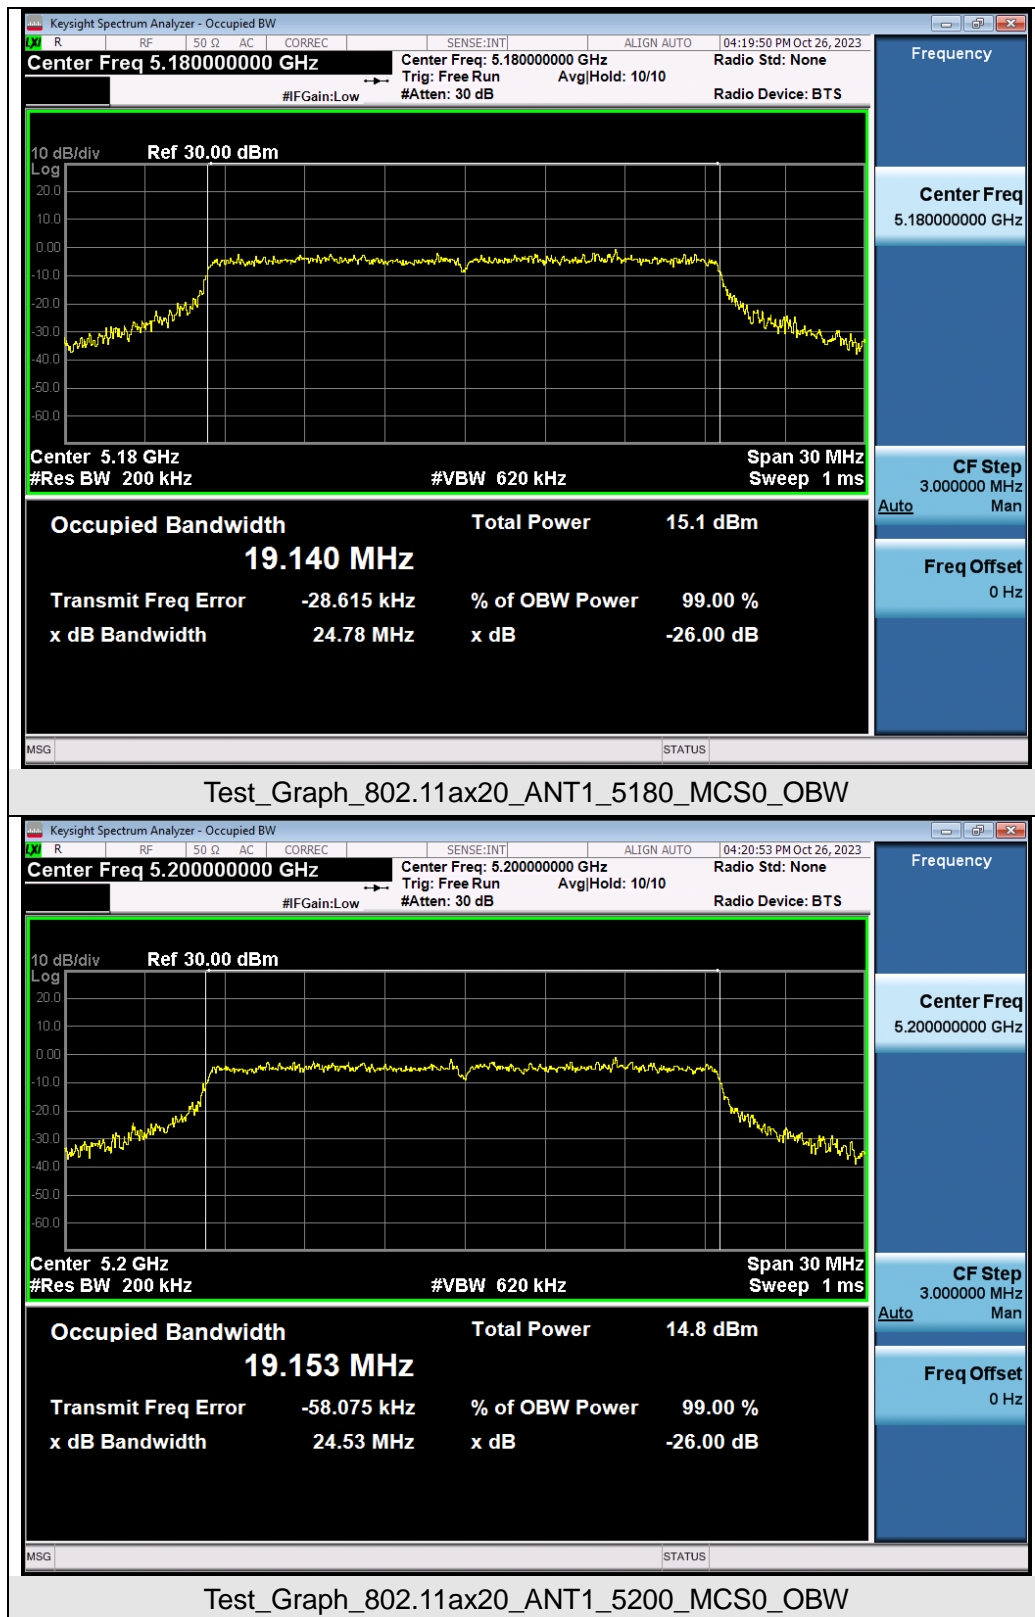 Keysight Spectrum Analyzer - Occupied BW
LXI R RF 50 Ω AC CORREC SENSE:INT ALIGN AUTO 04:19:50 PM Oct 26, 2023
Center Freq 5.180000000 GHz
Center Freq: 5.180000000 GHz Radio Std: None
Trig: Free Run Avg|Hold: 10/10
#IFGain:Low #Atten: 30 dB Radio Device: BTS
Frequency
10 dB/div Ref 30.00 dBm
Log
20.0
10.0
0.00
-10.0
-20.0
-30.0
-40.0
-50.0
-60.0
Center 5.18 GHz Span 30 MHz
#Res BW 200 kHz #VBW 620 kHz Sweep 1 ms
Center Freq
5.180000000 GHz
CF Step
3.000000 MHz
Auto Man
Freq Offset
0 Hz
Occupied Bandwidth Total Power 15.1 dBm
19.140 MHz
Transmit Freq Error -28.615 kHz % of OBW Power 99.00 %
x dB Bandwidth 24.78 MHz x dB -26.00 dB
MSG STATUS
Test_Graph_802.11ax20_ANT1_5180_MCS0_OBW
Keysight Spectrum Analyzer - Occupied BW
LXI R RF 50 Ω AC CORREC SENSE:INT ALIGN AUTO 04:20:53 PM Oct 26, 2023
Center Freq 5.200000000 GHz
Center Freq: 5.200000000 GHz Radio Std: None
Trig: Free Run Avg|Hold: 10/10
#IFGain:Low #Atten: 30 dB Radio Device: BTS
Frequency
10 dB/div Ref 30.00 dBm
Log
20.0
10.0
0.00
-10.0
-20.0
-30.0
-40.0
-50.0
-60.0
Center 5.2 GHz Span 30 MHz
#Res BW 200 kHz #VBW 620 kHz Sweep 1 ms
Center Freq
5.200000000 GHz
CF Step
3.000000 MHz
Auto Man
Freq Offset
0 Hz
Occupied Bandwidth Total Power 14.8 dBm
19.153 MHz
Transmit Freq Error -58.075 kHz % of OBW Power 99.00 %
x dB Bandwidth 24.53 MHz x dB -26.00 dB
MSG STATUS
Test_Graph_802.11ax20_ANT1_5200_MCS0_OBW